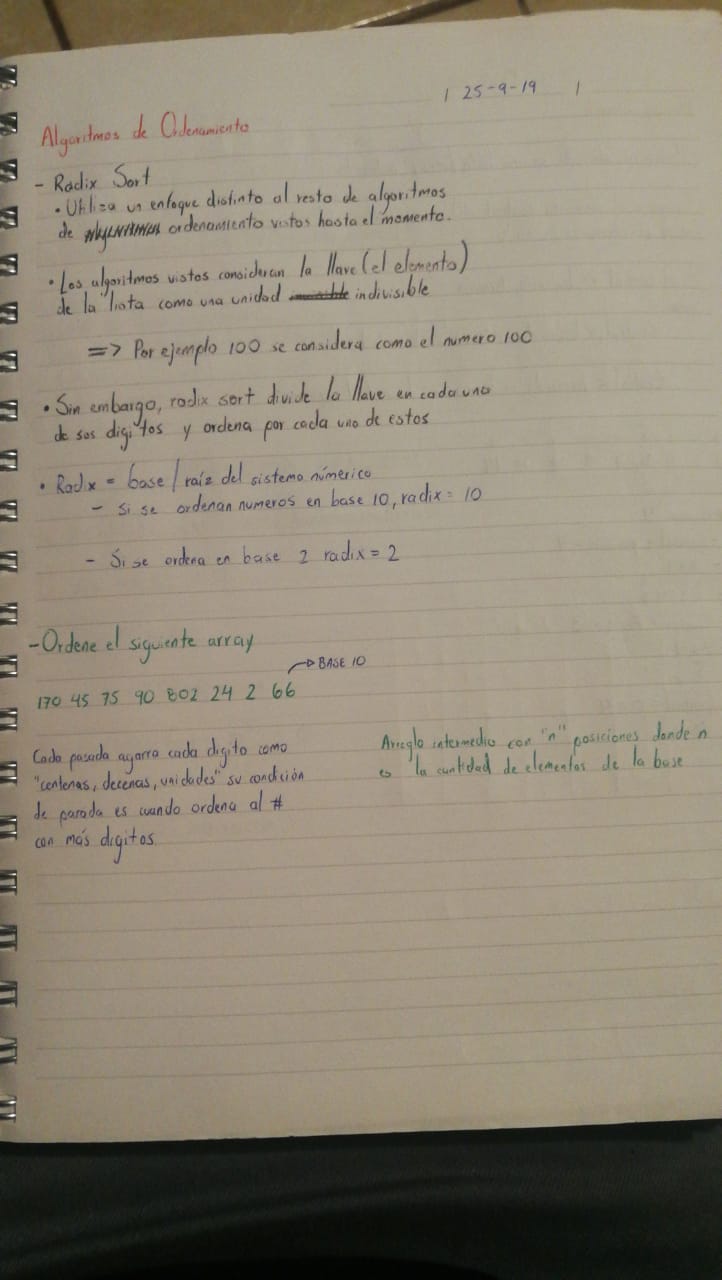 | 25-9-19 |
Algoritmos de Ordenamiento
- Radix Sort
• Utiliza un enfoque distinto al resto de algoritmos
de ordenamiento vistos hasta el momento.
• Los algoritmos vistos consideran la llave (el elemento)
de la lista como una unidad indivisible
=> Por ejemplo 100 se considera como el numero 100
• Sin embargo, radix sort divide la llave en cada uno
de sus digitos y ordena por cada uno de estos
• Radix = base / raíz del sistema númerico
- Si se ordenan numeros en base 10, radix = 10
- Si se ordena en base 2 radix = 2
- Ordene el siguiente array
→ BASE 10
170 45 75 90 802 24 2 66
Cada pasada agarra cada digito como
"centenas, decenas, unidades" su condición
de parada es cuando ordena al #
con más digitos.
Arreglo intermedio con "n" posiciones donde n
es la cantidad de elementos de la base